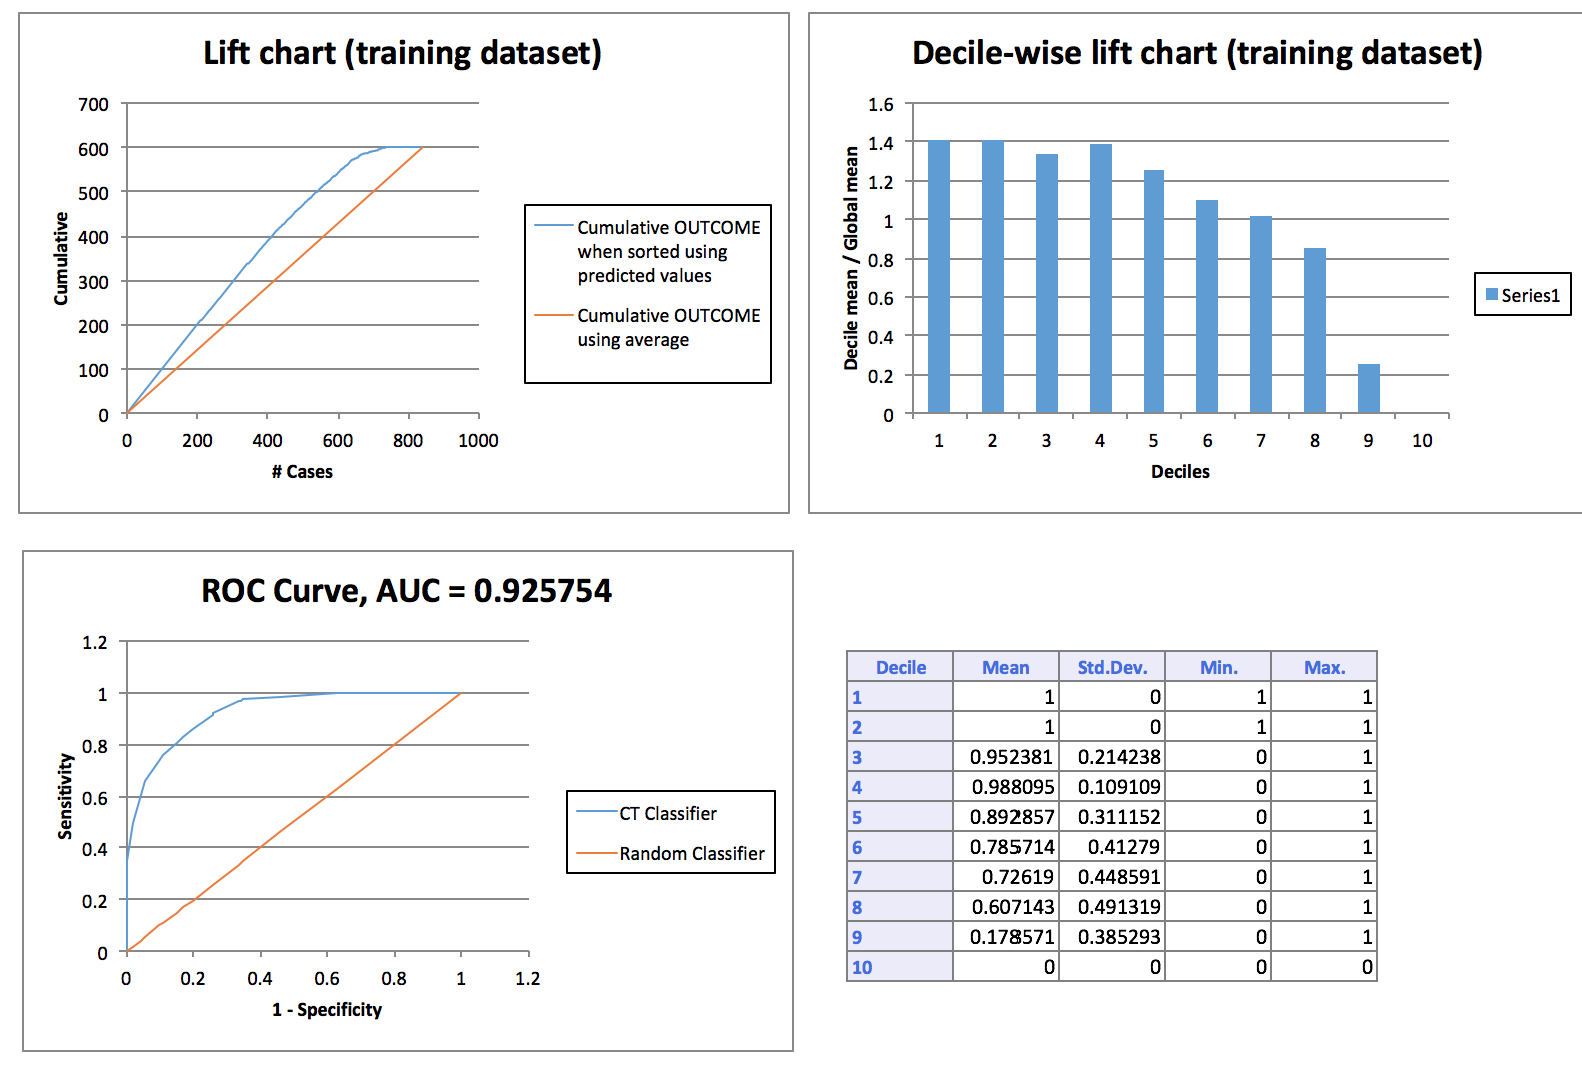 Lift chart (training dataset)
700
600
500
400
300
200
100
0
Cumulative
0 200 400 600 800 1000
# Cases
Cumulative OUTCOME
when sorted using
predicted values
Cumulative OUTCOME
using average
Decile-wise lift chart (training dataset)
1.6
1.4
1.2
1
0.8
0.6
0.4
0.2
0
Decile mean / Global mean
1 2 3 4 5 6 7 8 9 10
Deciles
Series1
ROC Curve, AUC = 0.925754
1.2
1
0.8
0.6
0.4
0.2
0
Sensitivity
0 0.2 0.4 0.6 0.8 1 1.2
1 - Specificity
CT Classifier
Random Classifier
Decile Mean Std.Dev. Min. Max.
1 1 0 1 1
2 1 0 1 1
3 0.952381 0.214238 0 1
4 0.988095 0.109109 0 1
5 0.892857 0.311152 0 1
6 0.785714 0.41279 0 1
7 0.72619 0.448591 0 1
8 0.607143 0.491319 0 1
9 0.178571 0.385293 0 1
10 0 0 0 0